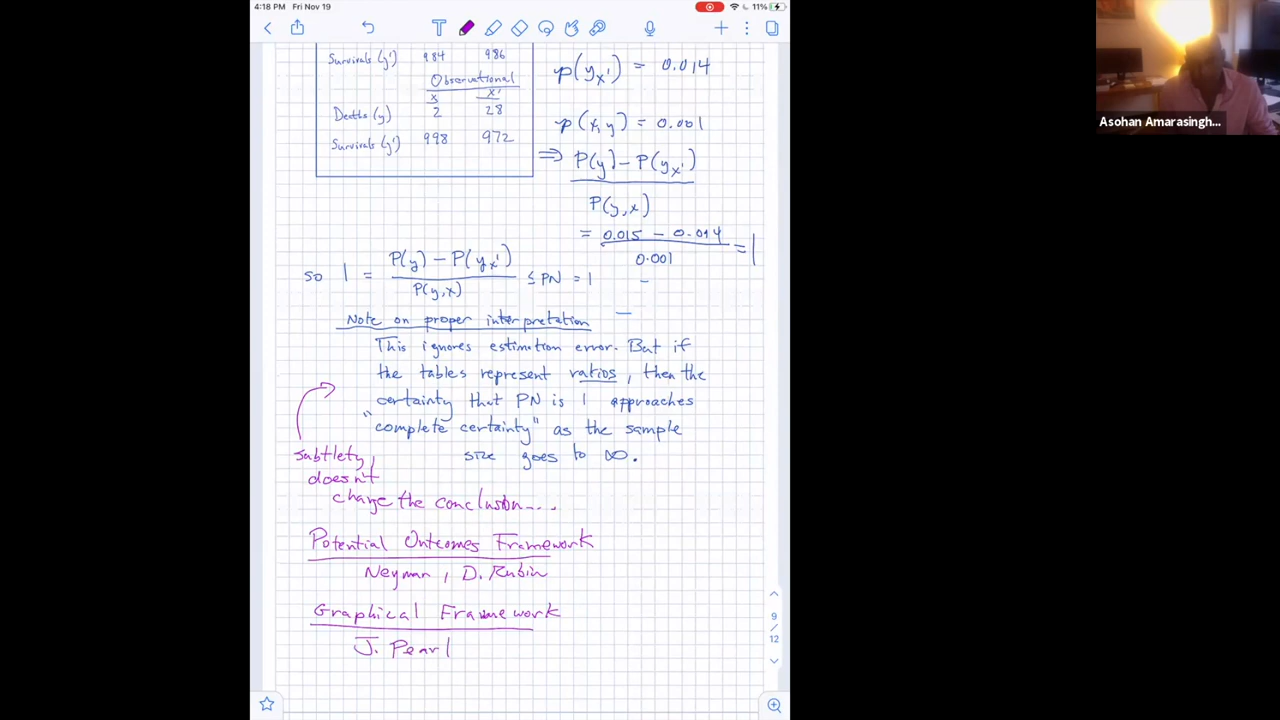 4:18 PM Fri Nov 19
11%
T
Survivals (y') 984 986
Observational
x x'
Deaths (y) 2 28
Survivals (y') 998 972
p(y_x') = 0.014
p(x,y) = 0.001
⇒ P(y) - P(y_x')
P(y,x)
= 0.015 - 0.014 = 1
0.001
so 1 = P(y) - P(y_x') ≤ PN = 1
P(y,x)
Note on proper interpretation
This ignores estimation error. But if
the tables represent ratios, then the
certainty that PN is 1 approaches
"complete certainty" as the sample
size goes to ∞.
subtlety,
doesn't
change the conclusion...
Potential Outcomes Framework
Neyman, D. Rubin
Graphical Framework
J. Pearl
9
/
12
Asohan Amarasingh...